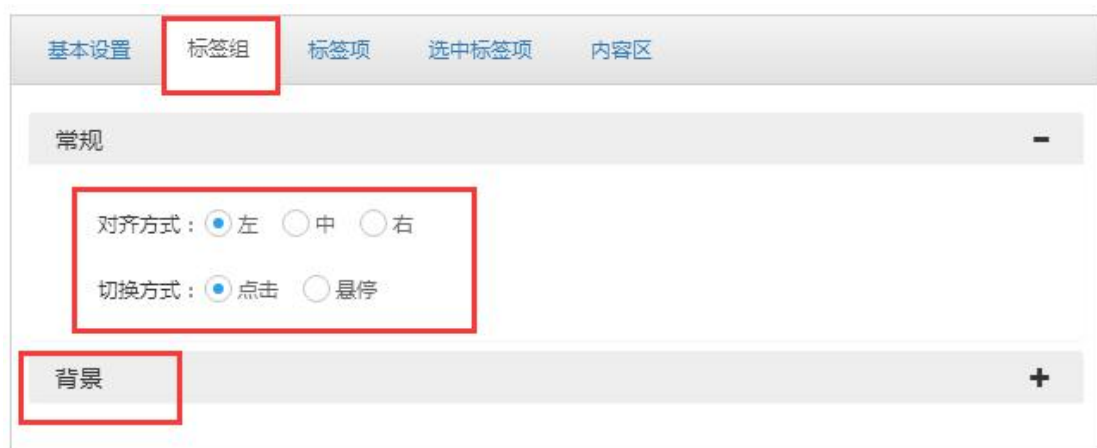 基本设置 标签组 标签项 选中标签项 内容区
常规
对齐方式：左 中 右
切换方式：点击 悬停
背景